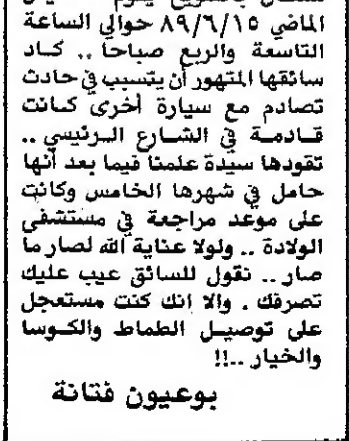 الماضي ٨٩/٦/١٥ حوالي الساعة
التاسعة والربع صباحاً .. كاد
سائقها المتهور أن يتسبب في حادث
تصادم مع سيارة أخرى كانت
قادمة في الشارع الرئيسي ..
تقودها سيدة علمنا فيما بعد أنها
حامل في شهرها الخامس وكانت
على موعد مراجعة في مستشفى
الولادة .. ولولا عناية الله لصار ما
صار .. نقول للسائق عيب عليك
تصرفك . والا انك كنت مستعجل
على توصيل الطماط والكوسا
والخيار ..!!
بوعيون فتانة